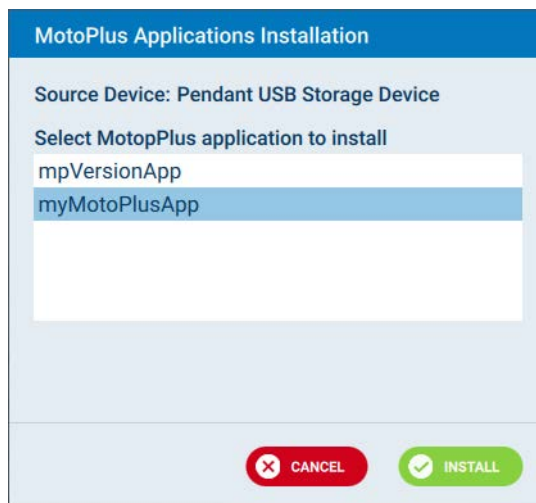 MotoPlus Applications Installation
Source Device: Pendant USB Storage Device
Select MotopPlus application to install
mpVersionApp
myMotoPlusApp
CANCEL
INSTALL